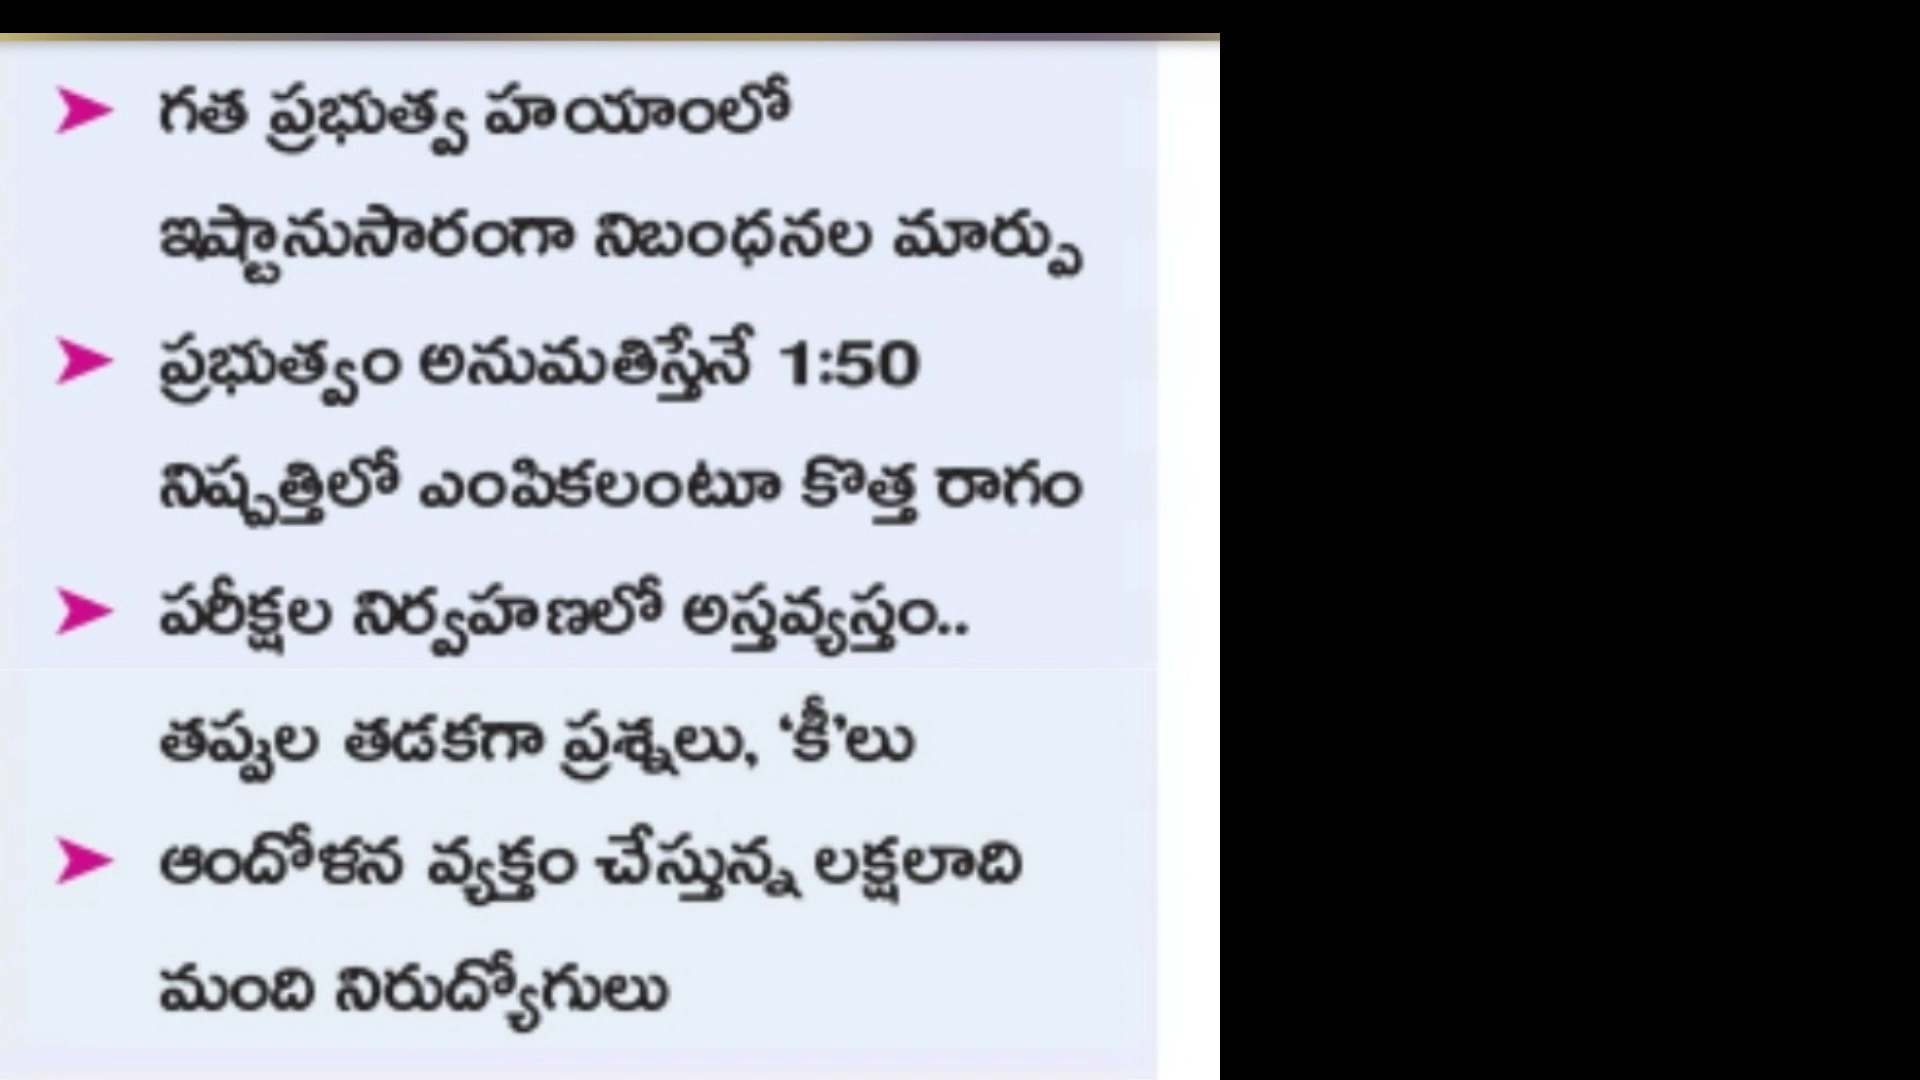 ➤ గత ప్రభుత్వ హయాంలో
ఇష్టానుసారంగా నిబంధనల మార్పు
➤ ప్రభుత్వం అనుమతిస్తేనే 1:50
నిష్పత్తిలో ఎంపికలంటూ కొత్త రాగం
➤ పరీక్షల నిర్వహణలో అస్తవ్యస్తం..
తప్పుల తడకగా ప్రశ్నలు, ‘కీ’లు
➤ ఆందోళన వ్యక్తం చేస్తున్న లక్షలాది
మంది నిరుద్యోగులు